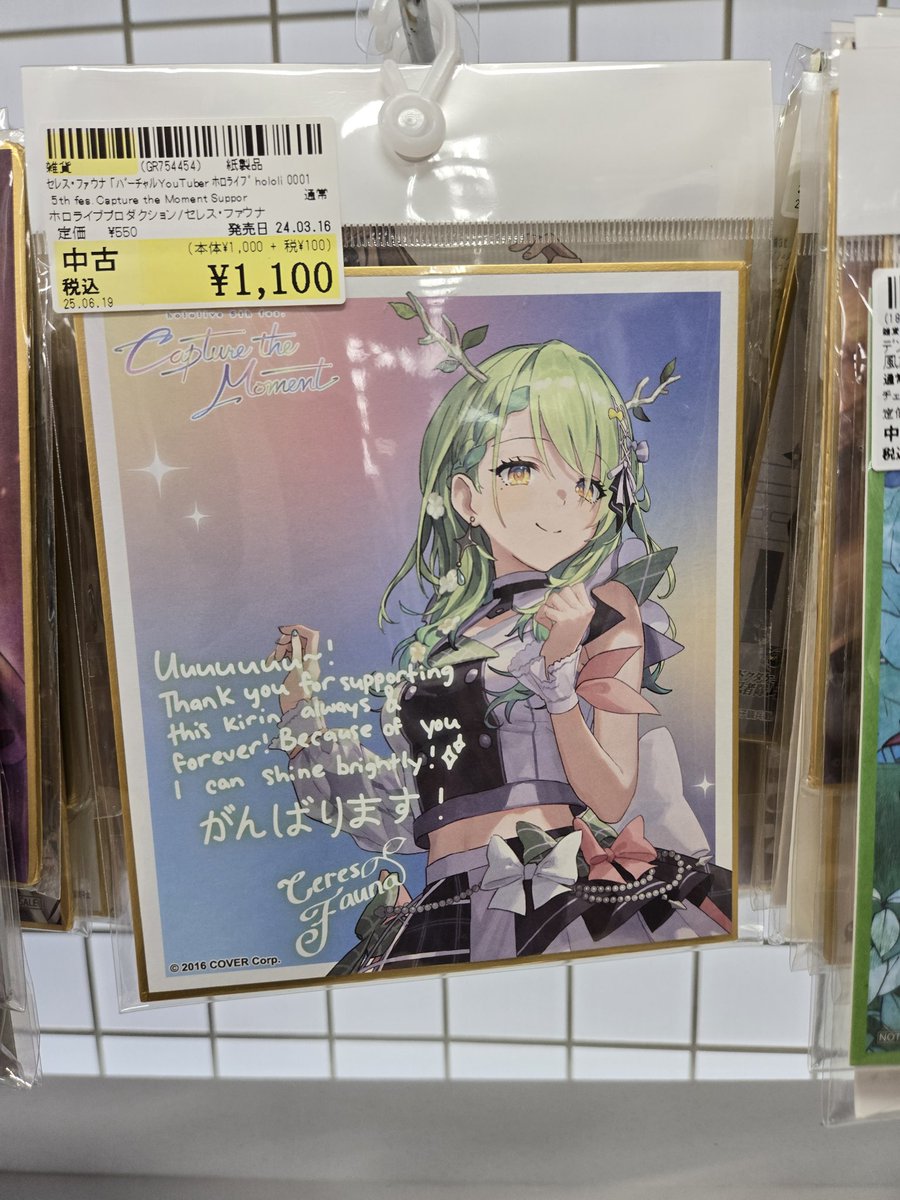 雑貨 (GR754454) 紙製品
セレス・ファウナ「バーチャルYouTuber ホロライブ hololi 0001
5th fes.Capture the Moment Suppor 通常
ホロライブプロダクション/セレス・ファウナ
定価 ¥550 発売日 24.03.16
中古 (本体¥1,000 + 税¥100)
税込 ¥1,100
25.06.19
hololive 5th fes.
Capture the
Moment
Uuuuuuuu~!
Thank you for supporting
this Kirin always &
forever! Because of you
I can shine brightly!
がんばります!
Ceres
Fauna
© 2016 COVER Corp.